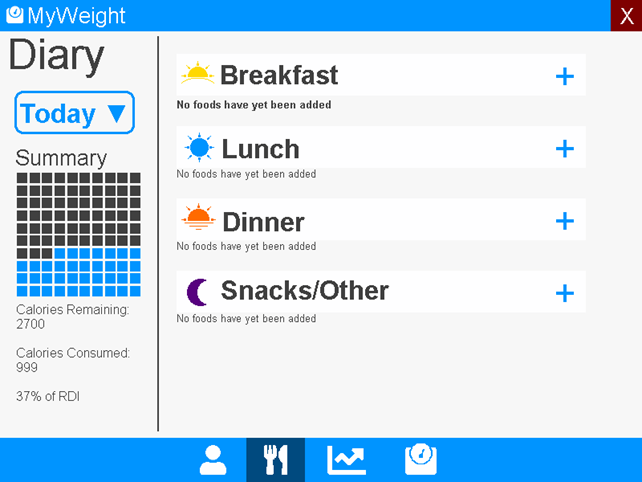 MyWeight
X
Diary
Today ▼
Summary
Calories Remaining:
2700
Calories Consumed:
999
37% of RDI
Breakfast
No foods have yet been added
Lunch
No foods have yet been added
Dinner
No foods have yet been added
Snacks/Other
No foods have yet been added